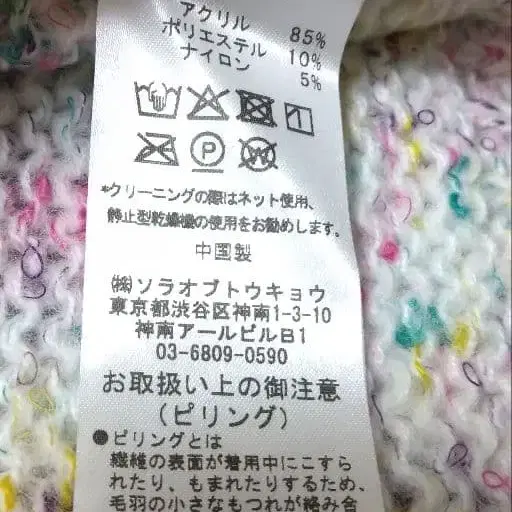 アクリル 85%
ポリエステル 10%
ナイロン 5%
P
W
*クリーニングの際はネット使用、
静止型乾燥機の使用をお勧めします。
中国製
㈱ソラオブトウキョウ
東京都渋谷区神南1-3-10
神南アールビルB1
03-6809-0590
お取扱い上の御注意
(ピリング)
●ピリングとは
繊維の表面が着用中にこすら
れたり、もまれたりするため、
毛羽の小さなもつれが絡み合